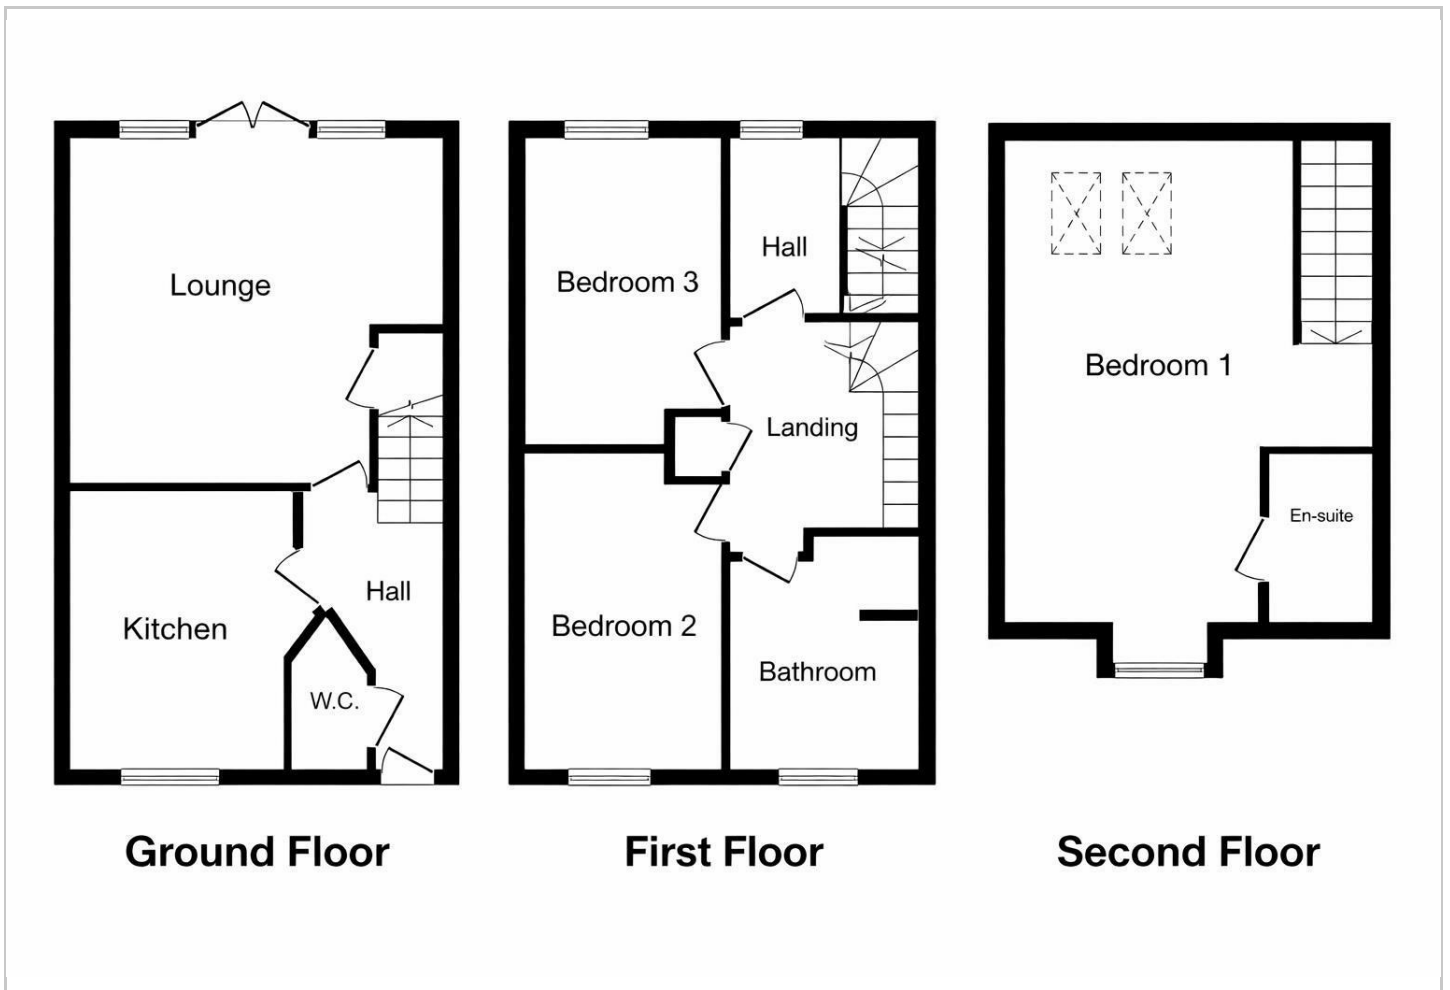 Lounge
Kitchen
Hall
W.C.
Ground Floor
Bedroom 3
Hall
Landing
Bedroom 2
Bathroom
First Floor
Bedroom 1
En-suite
Second Floor